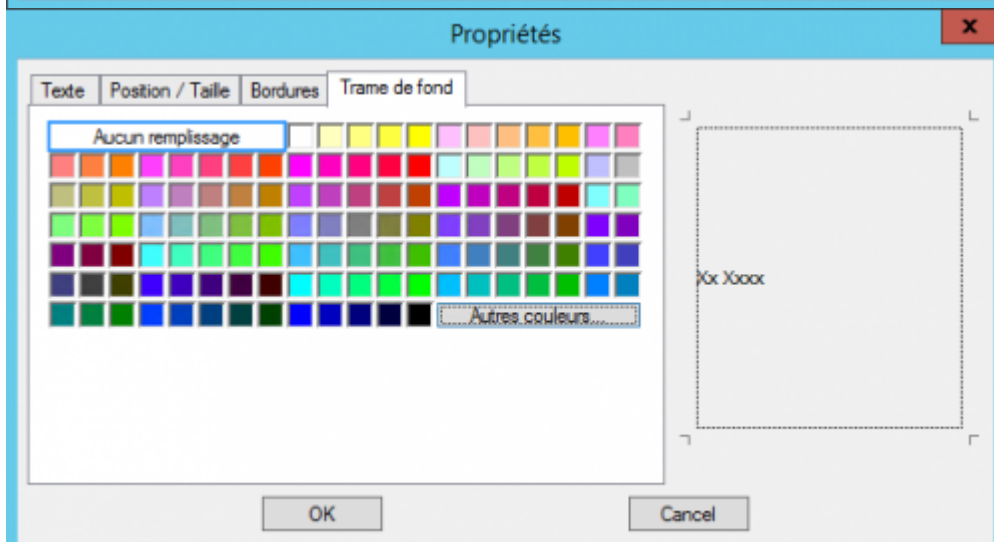 Propriétés
x
Texte Position / Taille Bordures Trame de fond
Aucun remplissage
Xx Xxxx
Autres couleurs...
OK Cancel